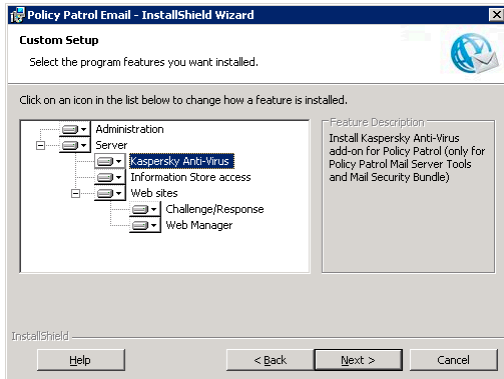 Policy Patrol Email - InstallShield Wizard
Custom Setup
Select the program features you want installed.
Click on an icon in the list below to change how a feature is installed.
Administration
Server
Kaspersky Anti-Virus
Information Store access
Web sites
Challenge/Response
Web Manager
Feature Description
Install Kaspersky Anti-Virus
add-on for Policy Patrol (only for
Policy Patrol Mail Server Tools
and Mail Security Bundle)
InstallShield
Help
< Back
Next >
Cancel